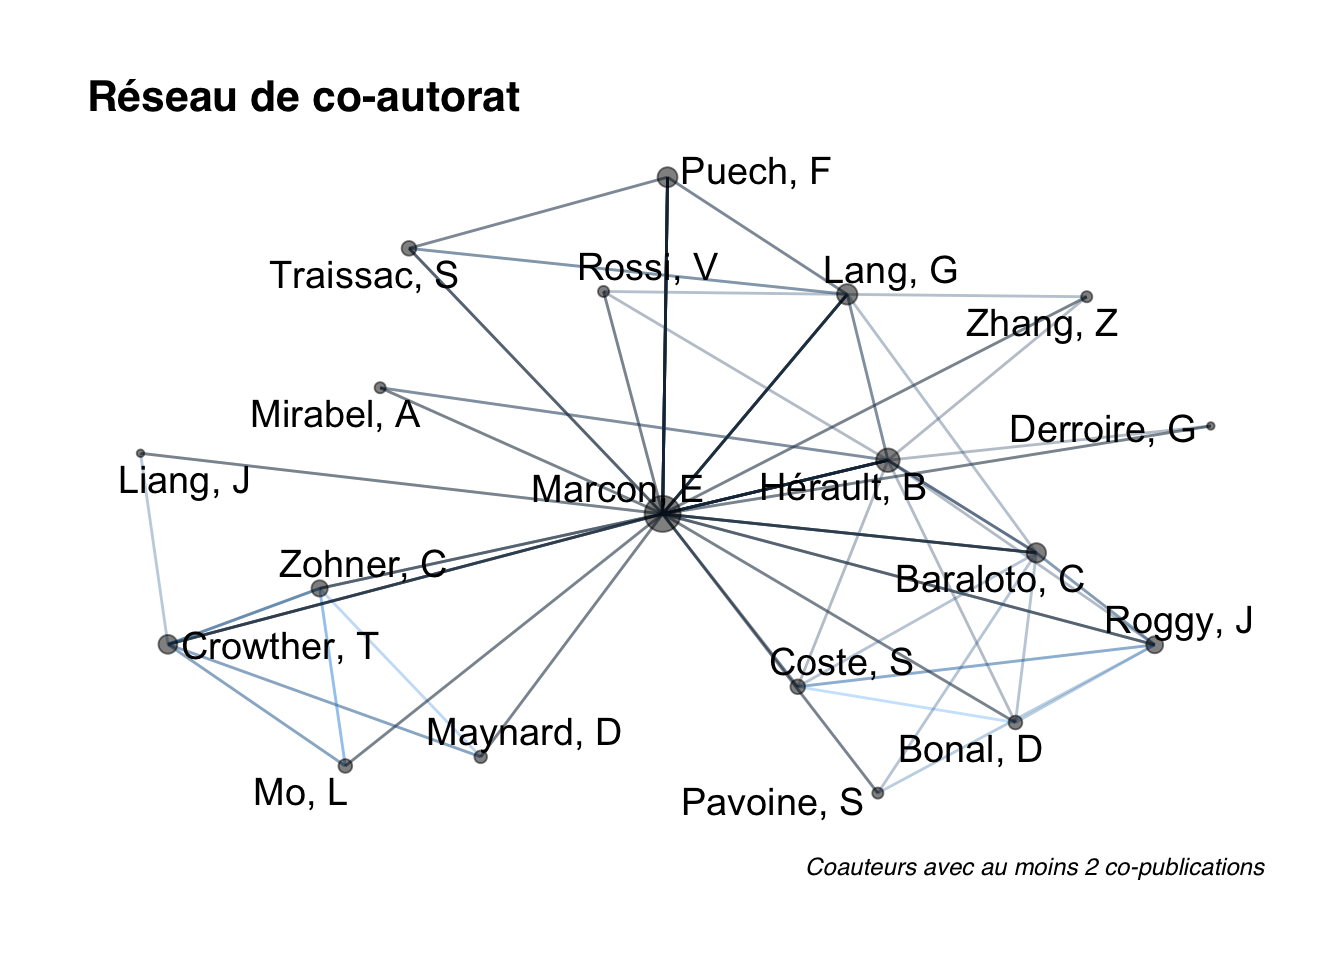 Réseau de co-autorat
Puech, F
Traissac, S
Rossi, V
Lang, G
Zhang, Z
Mirabel, A
Derroire, G
Liang, J
Marcon, E
Hérault, B
Zohner, C
Baraloto, C
Roggy, J
Crowther, T
Coste, S
Maynard, D
Bonal, D
Mo, L
Pavoine, S
Coauteurs avec au moins 2 co-publications